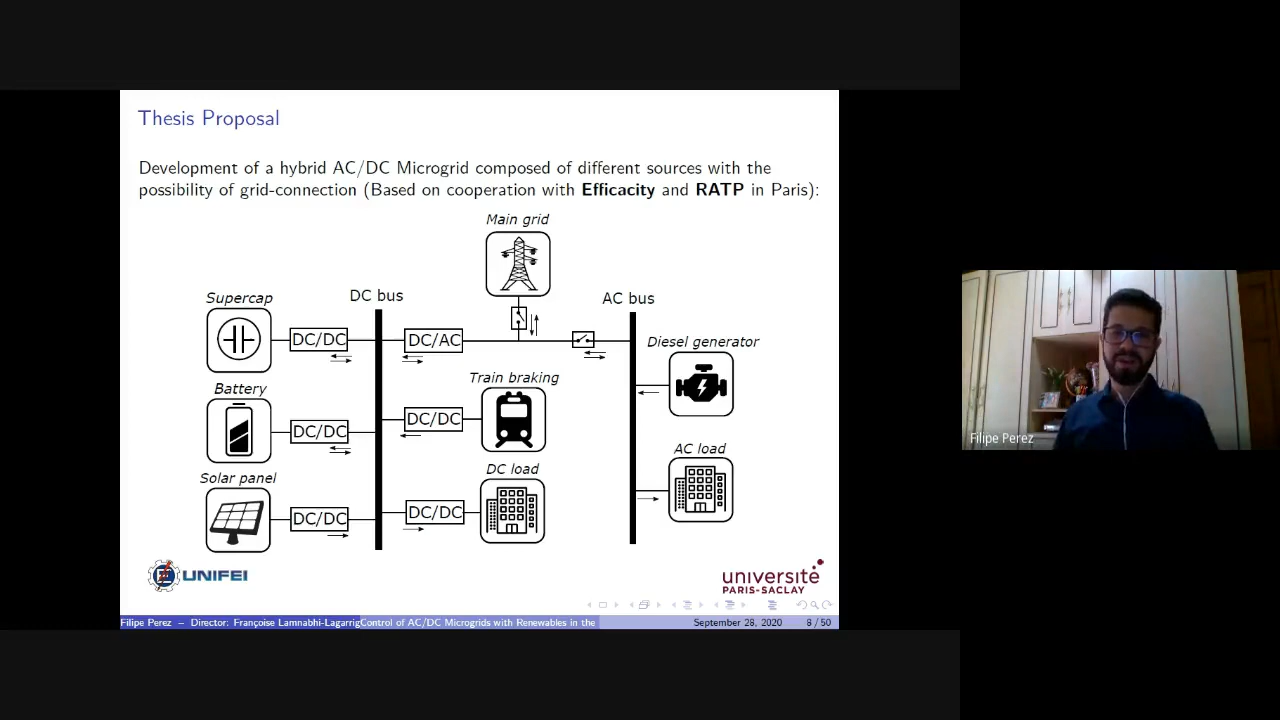 Thesis Proposal
Development of a hybrid AC/DC Microgrid composed of different sources with the
possibility of grid-connection (Based on cooperation with Efficacity and RATP in Paris):
Main grid
Supercap
DC bus
AC bus
DC/DC
DC/AC
Diesel generator
Battery
Train braking
DC/DC
DC/DC
Solar panel
DC load
AC load
DC/DC
DC/DC
UNIFEI
université
PARIS-SACLAY
Filipe Perez – Director: Françoise Lamnabhi-Lagarrig
Control of AC/DC Microgrids with Renewables in the
September 28, 2020
8 / 50
Filipe Perez